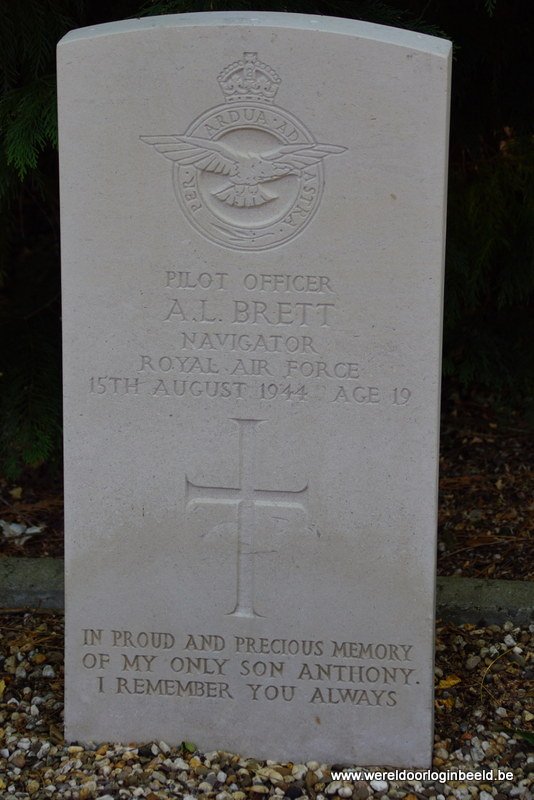 PER ARDUA AD ASTRA
PILOT OFFICER
A. L. BRETT
NAVIGATOR
ROYAL AIR FORCE
15TH AUGUST 1944 AGE 19
IN PROUD AND PRECIOUS MEMORY
OF MY ONLY SON ANTHONY.
I REMEMBER YOU ALWAYS
www.wereldoorloginbeeld.be